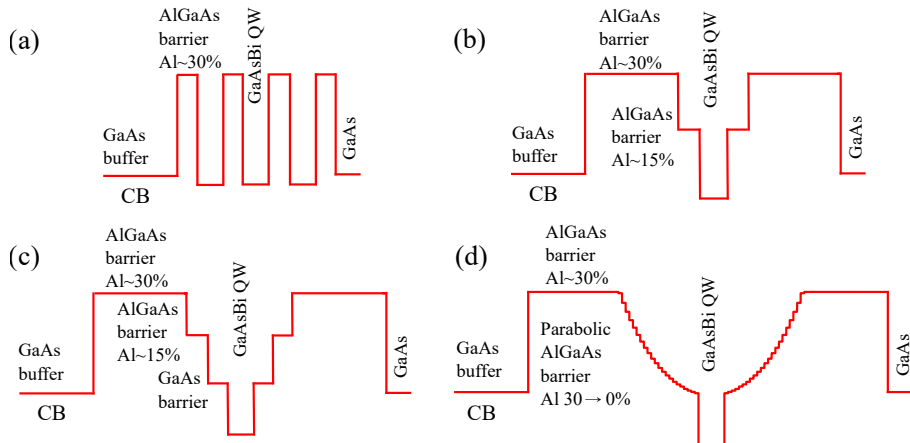 (a)
AlGaAs
barrier
Al~30%
GaAsBi QW
GaAs
buffer
CB
GaAs
(b)
AlGaAs
barrier
Al~30%
GaAsBi QW
AlGaAs
barrier
Al~15%
GaAs
buffer
CB
GaAs
(c)
AlGaAs
barrier
Al~30%
AlGaAs
barrier
Al~15%
GaAsBi QW
GaAs
barrier
GaAs
buffer
CB
GaAs
(d)
AlGaAs
barrier
Al~30%
GaAsBi QW
Parabolic
AlGaAs
barrier
Al 30→0%
GaAs
buffer
CB
GaAs